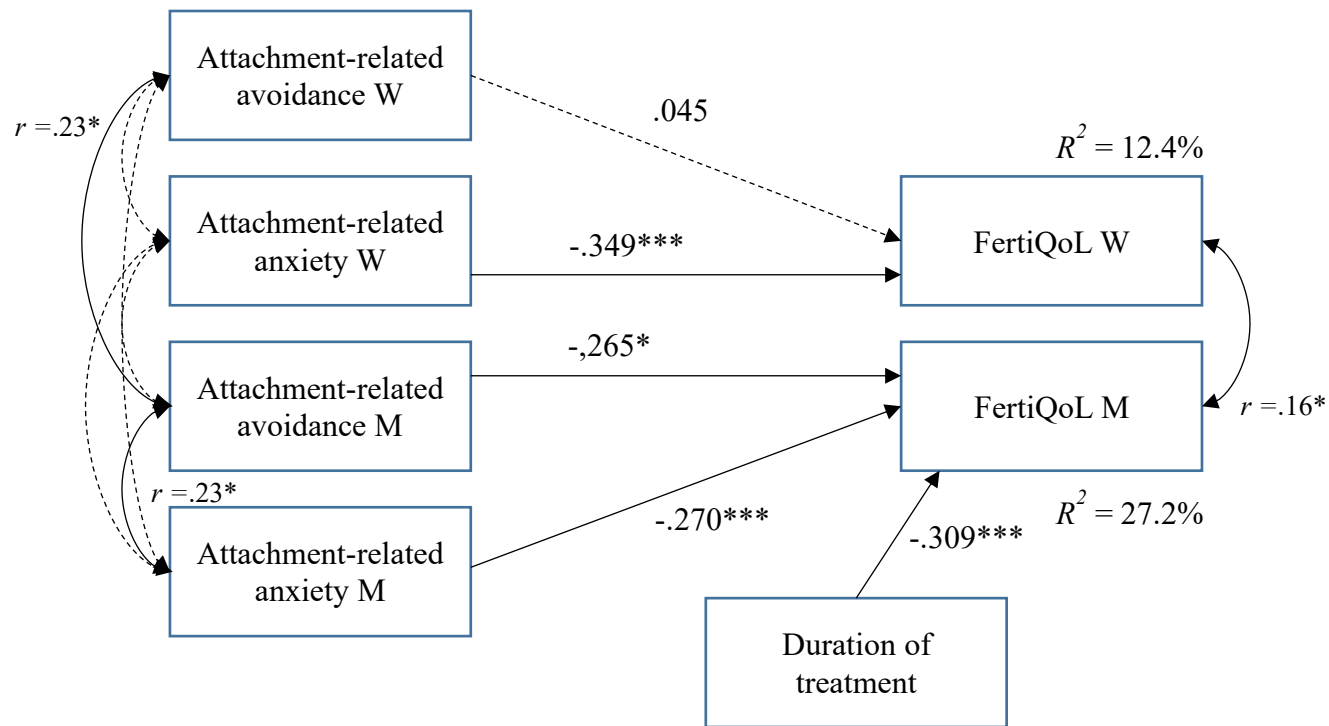 Attachment-related
avoidance W
r =.23*
.045
R² = 12.4%
Attachment-related
anxiety W
-.349***
FertiQoL W
-,265*
Attachment-related
avoidance M
FertiQoL M
r =.16*
r =.23*
-.270***
R² = 27.2%
-.309***
Attachment-related
anxiety M
Duration of
treatment